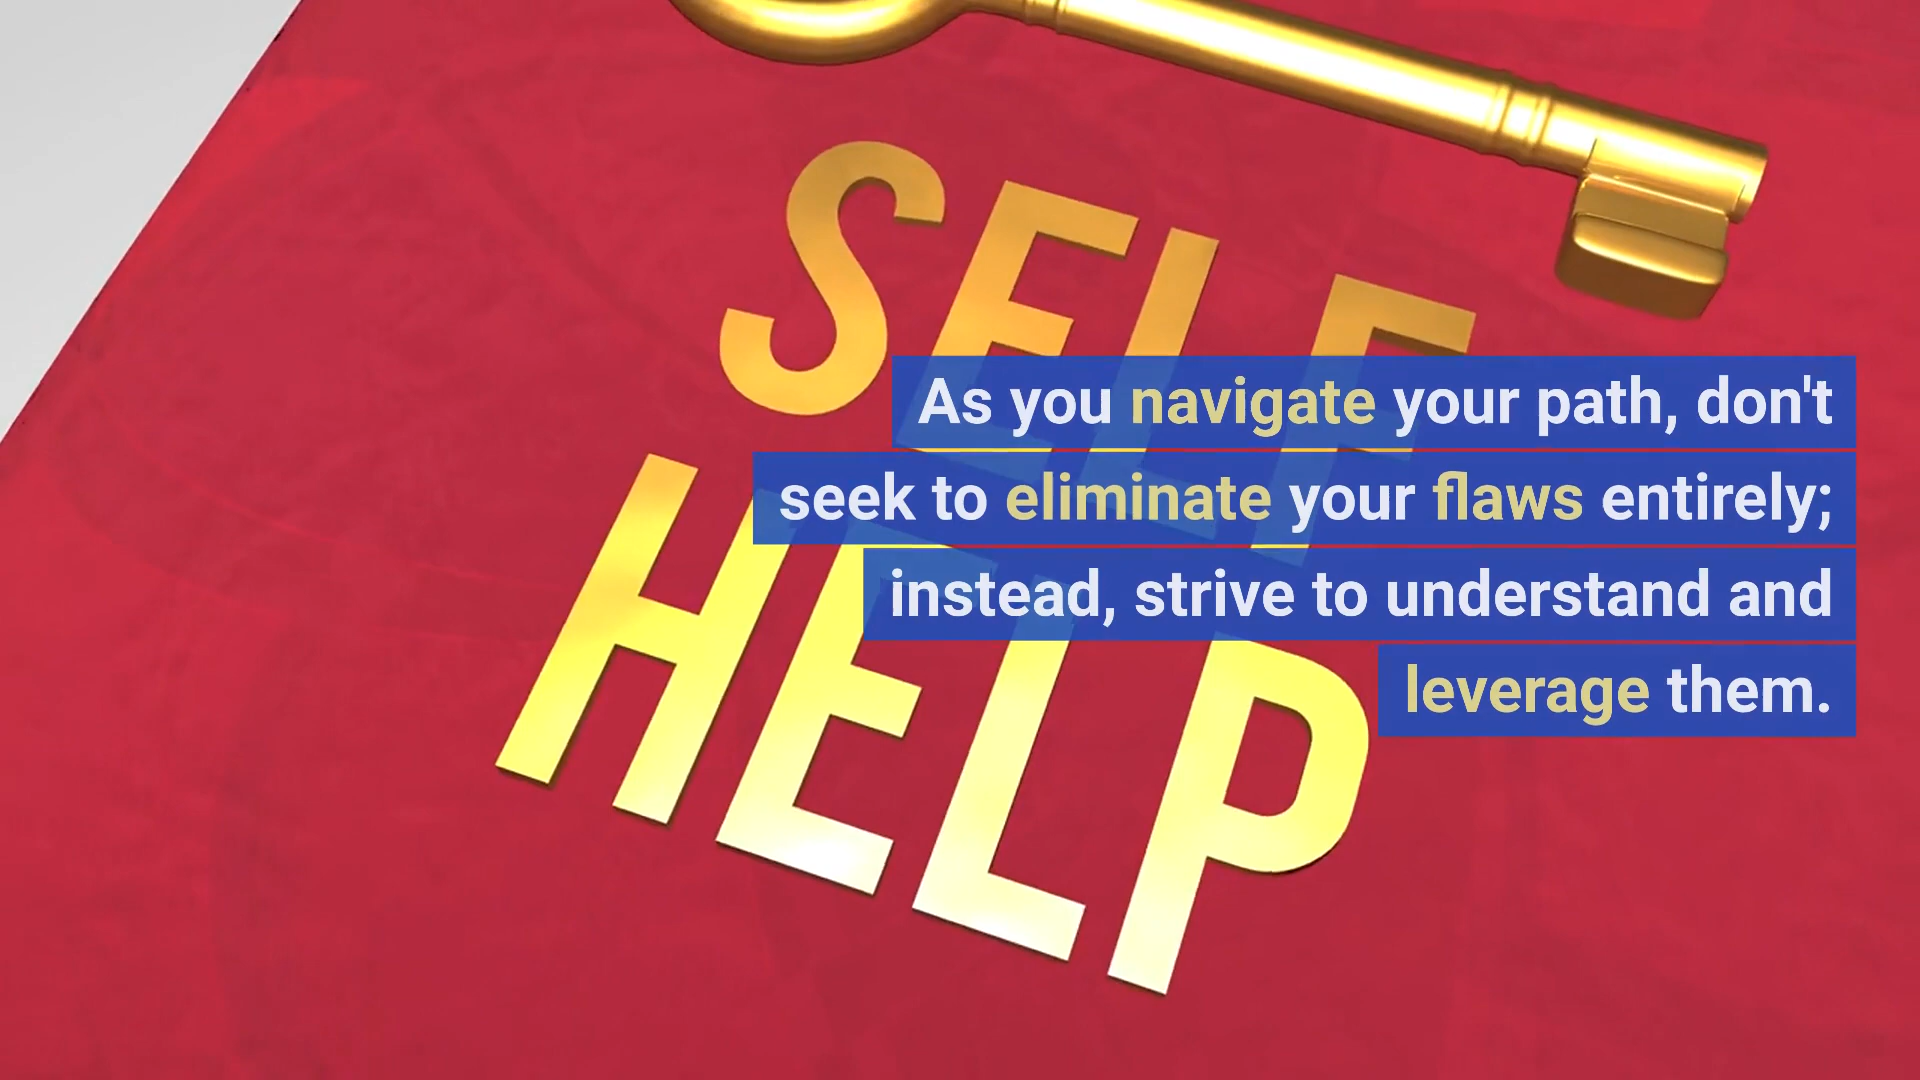 SELF
HELP
As you navigate your path, don't
seek to eliminate your flaws entirely;
instead, strive to understand and
leverage them.